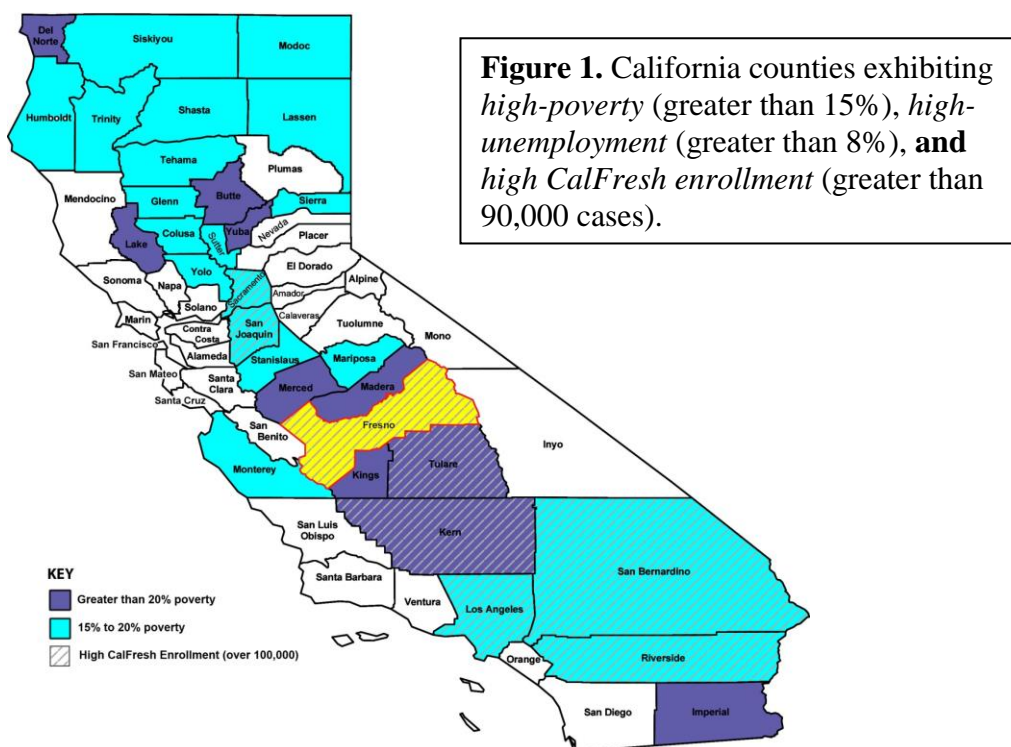 Del
Norte
Siskiyou
Modoc
Figure 1. California counties exhibiting
high-poverty (greater than 15%), high-
unemployment (greater than 8%), and
high CalFresh enrollment (greater than
90,000 cases).
Humboldt
Trinity
Shasta
Lassen
Tehama
Plumas
Mendocino
Glenn
Butte
Sierra
Lake
Colusa
Sutter
Yuba
Nevada
Placer
Yolo
El Dorado
Sonoma
Napa
Sacramento
Alpine
Amador
Solano
Calaveras
Marin
Contra
Costa
San
Joaquin
Tuolumne
Mono
San Francisco
Alameda
Stanislaus
Mariposa
San Mateo
Santa
Clara
Merced
Madera
Santa Cruz
San
Benito
Fresno
Inyo
Monterey
Kings
Tulare
San Luis
Obispo
Kern
San Bernardino
Santa Barbara
Ventura
Los Angeles
Orange
Riverside
San Diego
Imperial
KEY
Greater than 20% poverty
15% to 20% poverty
High CalFresh Enrollment (over 100,000)